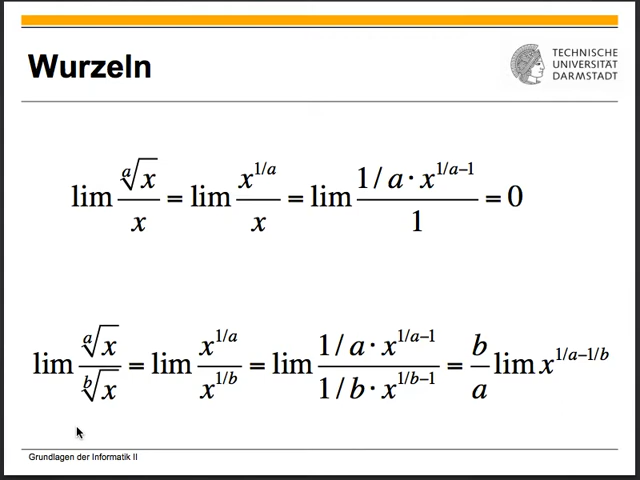 Wurzeln
TECHNISCHE
UNIVERSITÄT
DARMSTADT
lim ᵃ√x / x = lim x^{1/a} / x = lim 1/a·x^{1/a–1} / 1 = 0
lim ᵃ√x / ᵇ√x = lim x^{1/a} / x^{1/b} = lim 1/a·x^{1/a–1} / 1/b·x^{1/b–1} = b/a lim x^{1/a–1/b}
Grundlagen der Informatik II